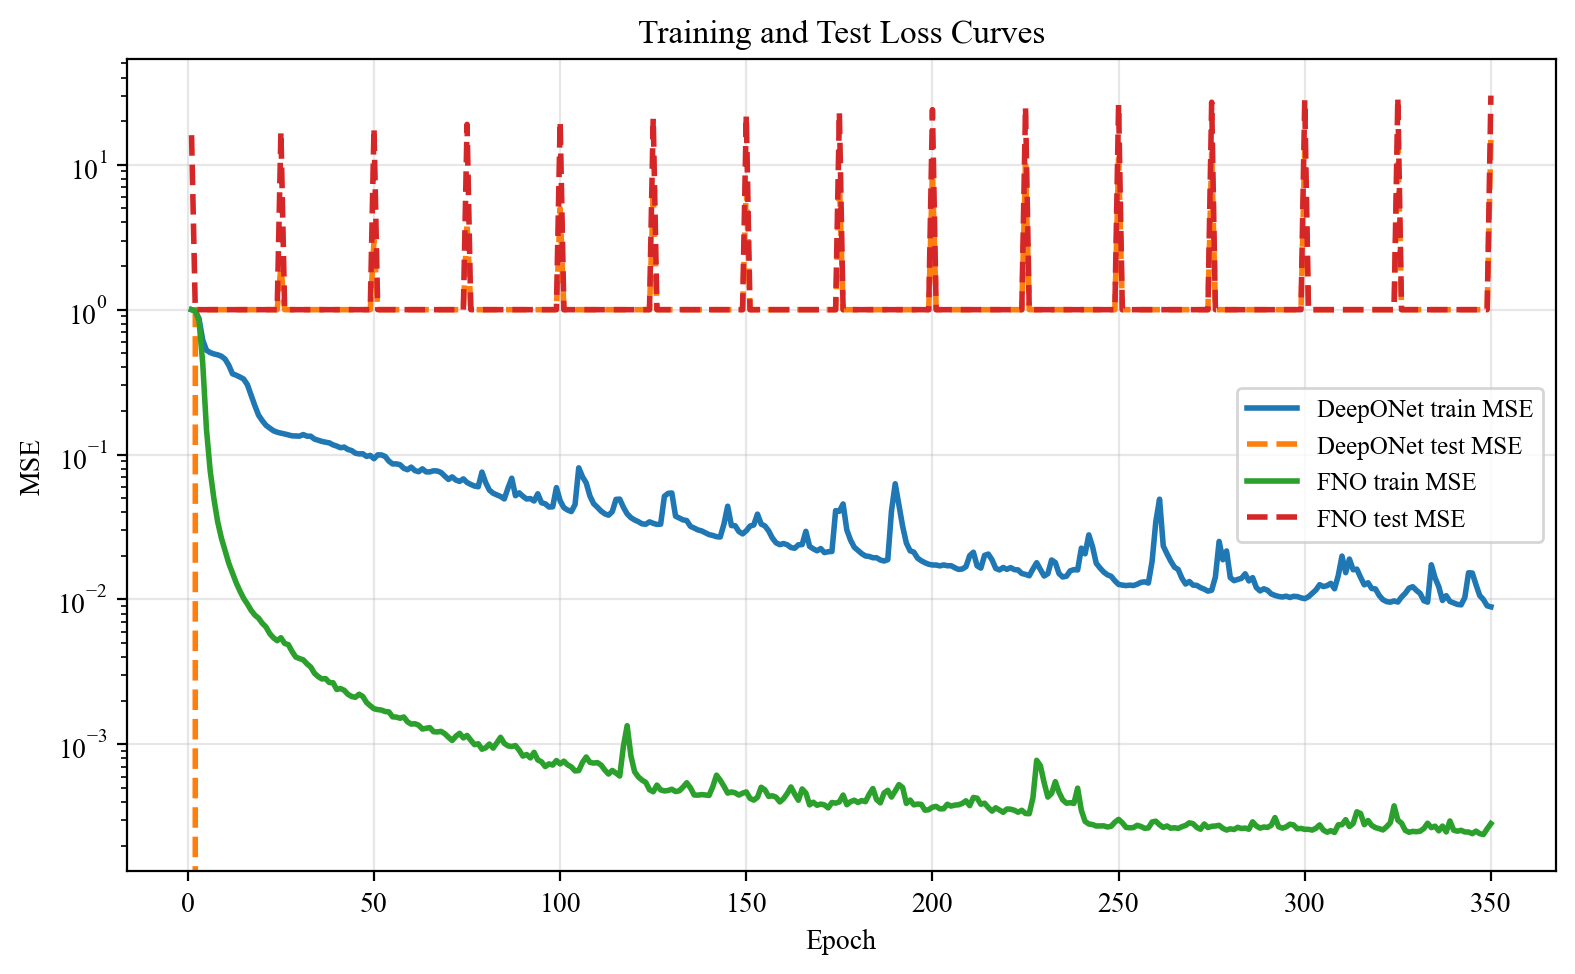 Training and Test Loss Curves
MSE
10^1
10^0
10^−1
10^−2
10^−3
DeepONet train MSE
DeepONet test MSE
FNO train MSE
FNO test MSE
0 50 100 150 200 250 300 350
Epoch